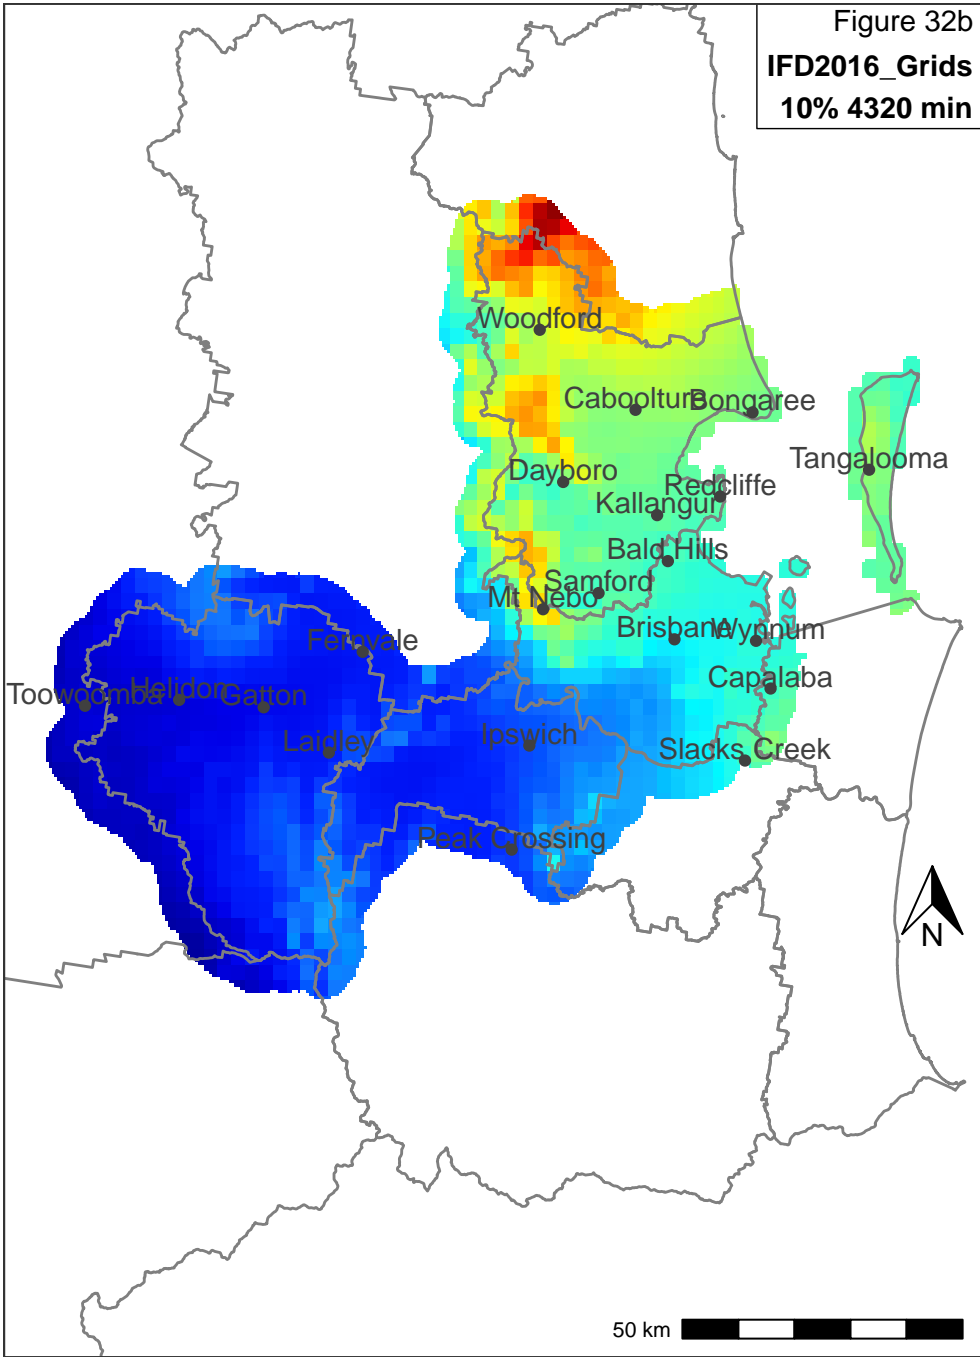 Figure 32b
IFD2016_Grids
10% 4320 min
Woodford
Caboolture
Bongaree
Tangalooma
Dayboro
Redcliffe
Kallangur
Bald Hills
Samford
Mt Nebo
Brisbane
Wynnum
Fernvale
Capalaba
Toowoomba
Helidon
Gatton
Laidley
Ipswich
Slacks Creek
Peak Crossing
N
50 km